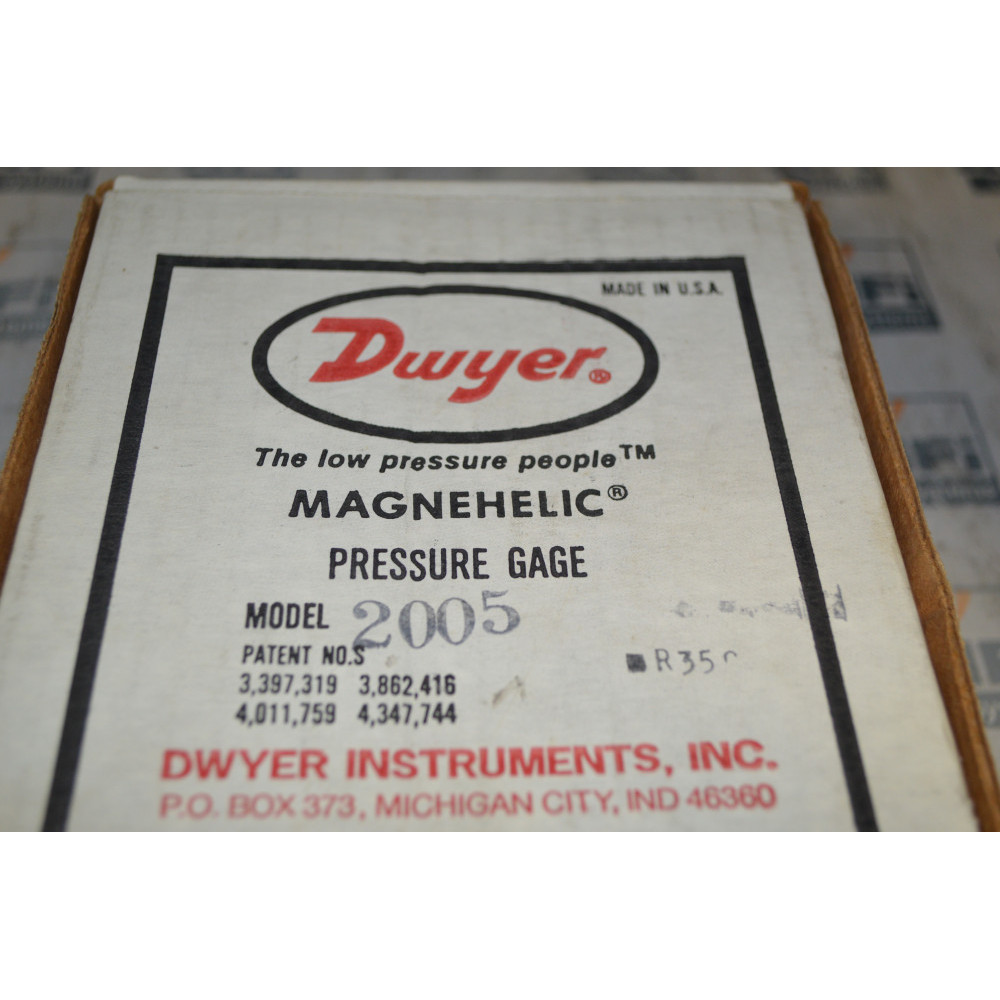 MADE IN U.S.A.
Dwyer®
The low pressure people™
MAGNEHELIC®
PRESSURE GAGE
MODEL 2005
PATENT NO.S
3,397,319 3,862,416
4,011,759 4,347,744
DWYER INSTRUMENTS, INC.
P.O. BOX 373, MICHIGAN CITY, IND 46360